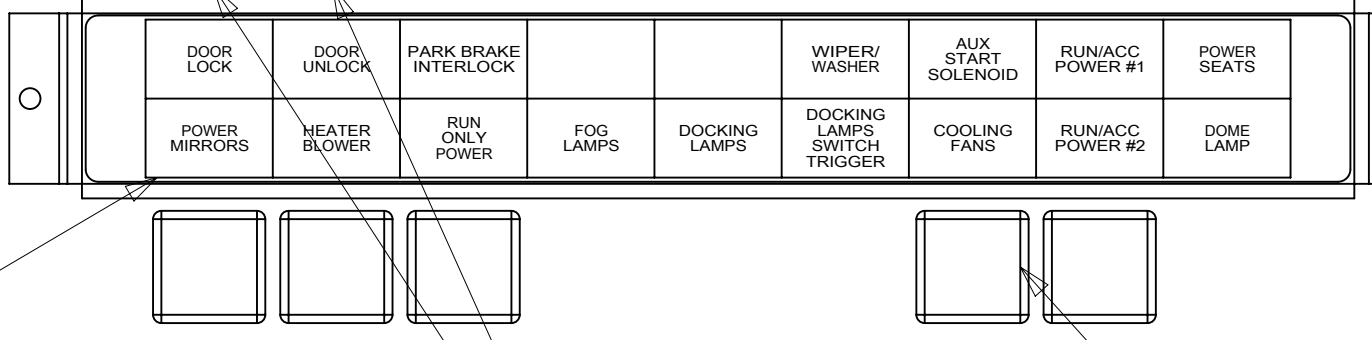 DOOR
LOCK
DOOR
UNLOCK
PARK BRAKE
INTERLOCK
WIPER/
WASHER
AUX
START
SOLENOID
RUN/ACC
POWER #1
POWER
SEATS
POWER
MIRRORS
HEATER
BLOWER
RUN
ONLY
POWER
FOG
LAMPS
DOCKING
LAMPS
DOCKING
LAMPS
SWITCH
TRIGGER
COOLING
FANS
RUN/ACC
POWER #2
DOME
LAMP